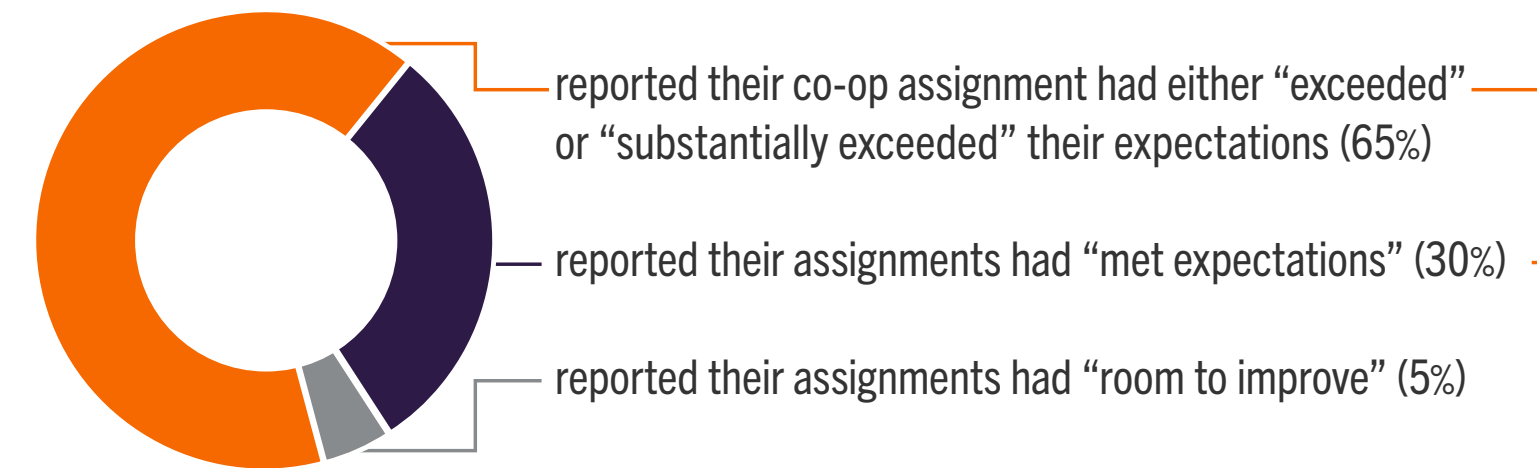 reported their co-op assignment had either “exceeded”
or “substantially exceeded” their expectations (65%)
reported their assignments had “met expectations” (30%)
reported their assignments had “room to improve” (5%)